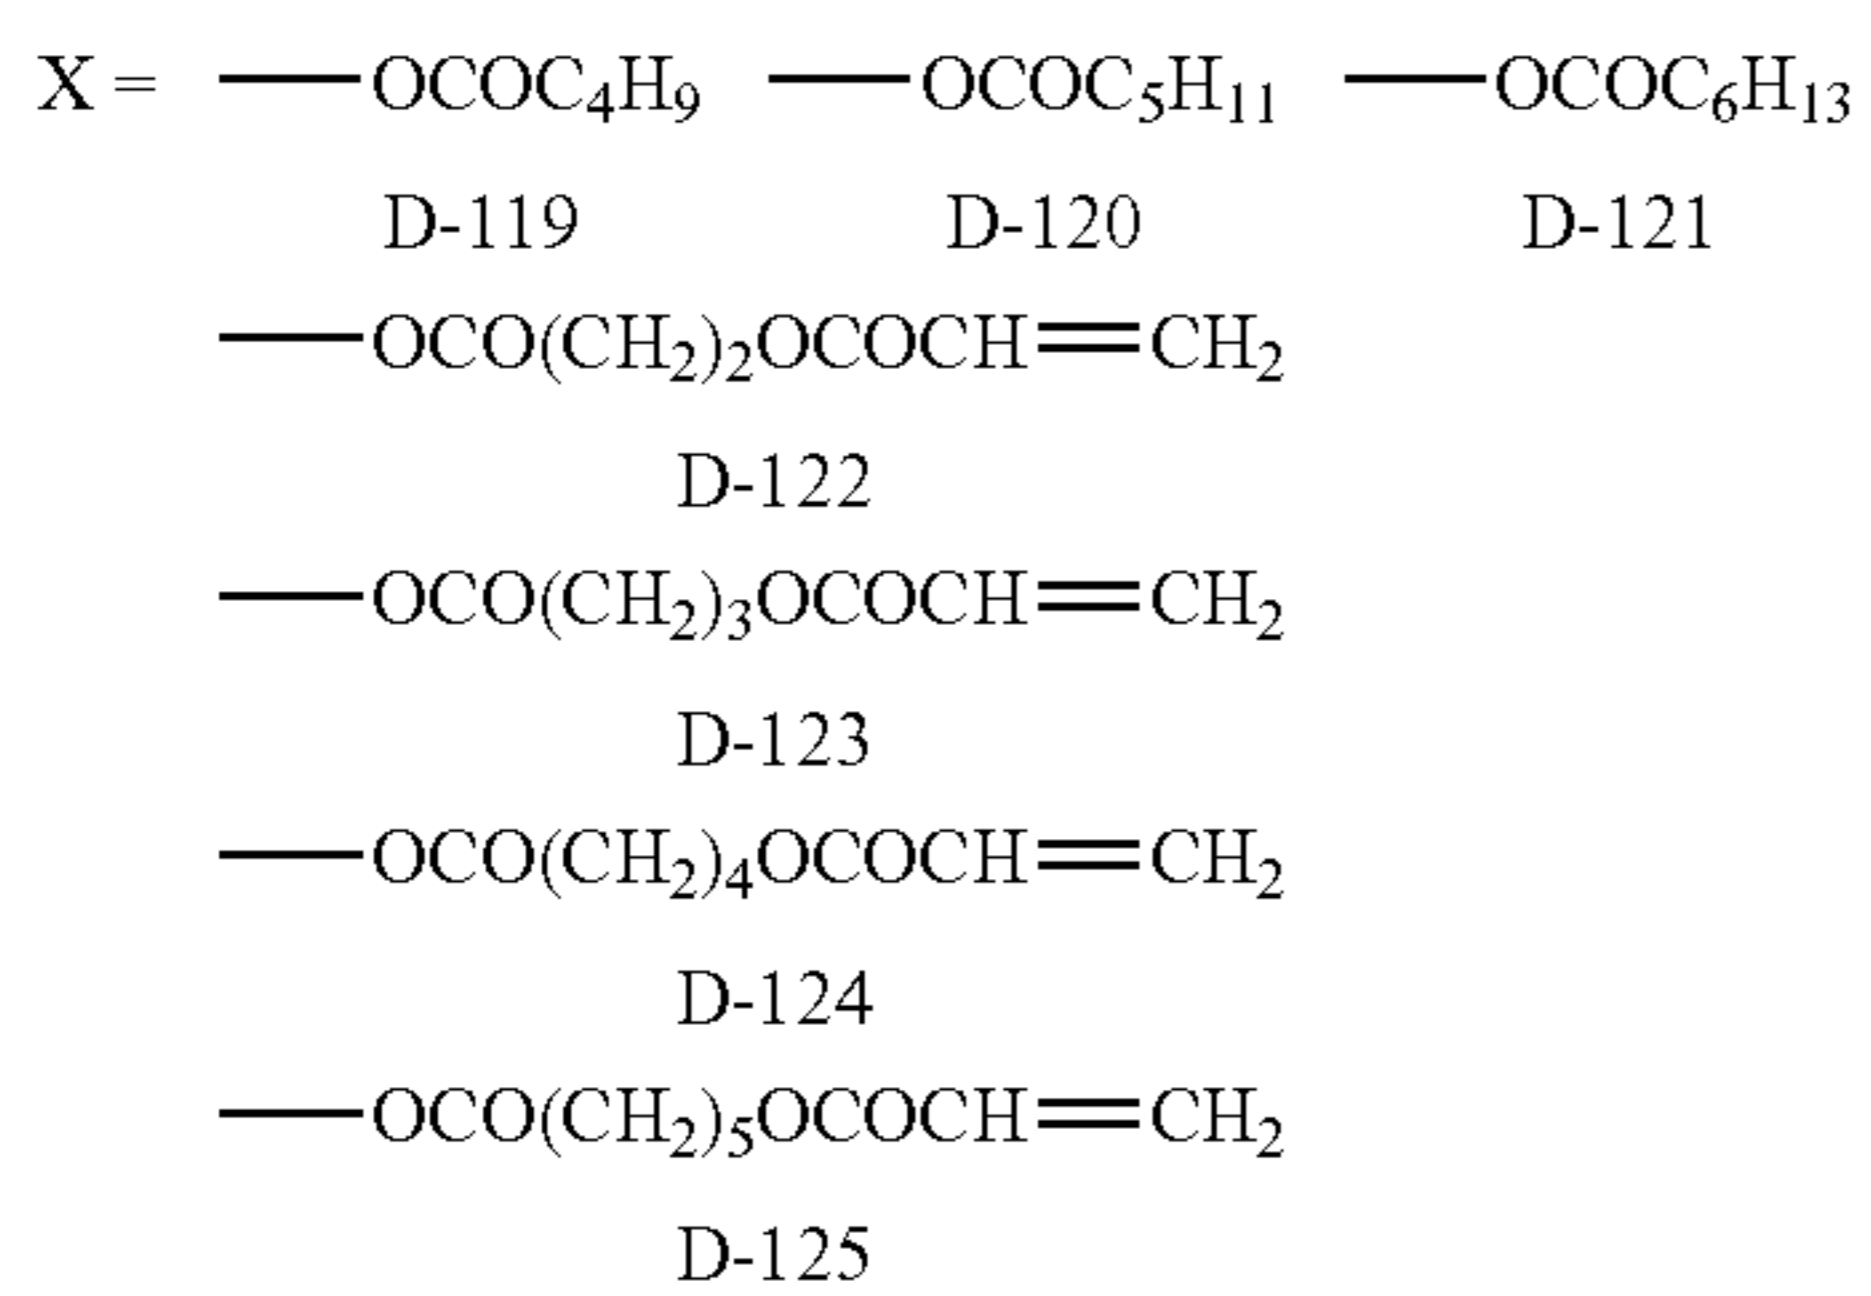 X = —OCOC₄H₉ —OCOC₅H₁₁ —OCOC₆H₁₃
D-119 D-120 D-121
—OCO(CH₂)₂OCOCH=CH₂
D-122
—OCO(CH₂)₃OCOCH=CH₂
D-123
—OCO(CH₂)₄OCOCH=CH₂
D-124
—OCO(CH₂)₅OCOCH=CH₂
D-125